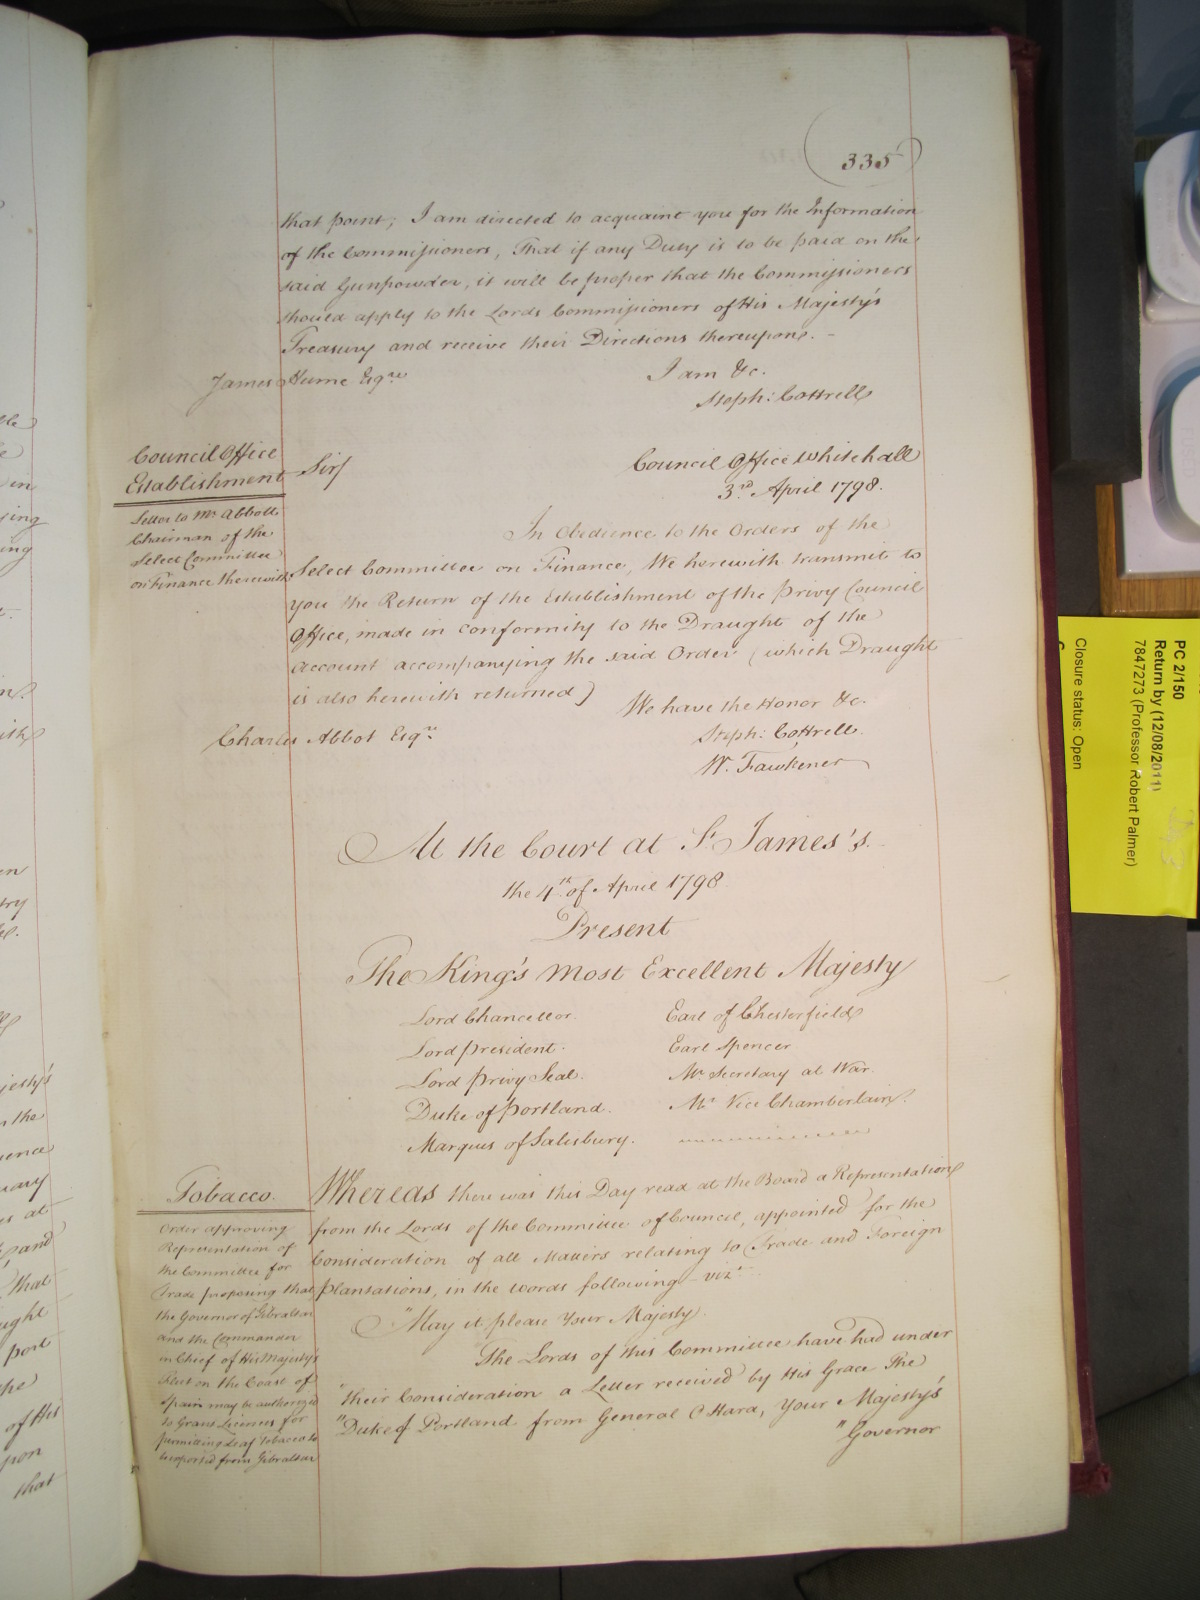 (335)
that point; I am directed to acquaint you for the Information
of the Commissioners, That if any Duty is to be paid on the
said Gunpowder, it will be proper that the Commissioners
should apply to the Lords Commissioners of His Majesty's
Treasury and receive their Directions thereupon. -
James Hume Esqre
I am &c.
Steph: Cottrell
Council Office
Establishment
Letter to Mr Abbott
Chairman of the
Select Committee
on Finance therewith
Sir/
Council Office Whitehall
3rd April 1798.
In Obedience to the Orders of the
Select Committee on Finance, We herewith transmit to
you the Return of the Establishment of the Privy Council
Office, made in conformity to the Draught of the
Account accompanying the said Order (which Draught
is also herewith returned)
We have the Honor &c.
Charles Abbot Esqre
Steph: Cottrell.
W. Fawkener
At the Court at St James's.
the 4th of April 1798
Present
The King's most Excellent Majesty
Lord Chancellor.
Lord President.
Lord Privy Seal.
Duke of Portland.
Marquis of Salisbury.
Earl of Chesterfield
Earl Spencer
Mr Secretary at War.
Mr Vice Chamberlain.
Tobacco.
Order approving
Representation of
the Committee for
Trade proposing that
the Governor of Gibraltar
and the Commander
in Chief of His Majesty's
Fleet on the Coast of
Spain may be authorized
to Grant Licences for
permitting Leaf Tobacco to
be exported from Gibraltar
Whereas there was this Day read at the Board a Representation
from the Lords of the Committee of Council, appointed for the
Consideration of all Matters relating to Trade and Foreign
Plantations, in the words following - vizt
"May it please Your Majesty.
The Lords of this Committee have had under
"their Consideration a Letter received by His Grace The
"Duke of Portland from General O'Hara, Your Majesty's
"Governor
PC 2/150
Return by (12/08/2011)
7847273 (Professor Robert Palmer)
Closure status: Open